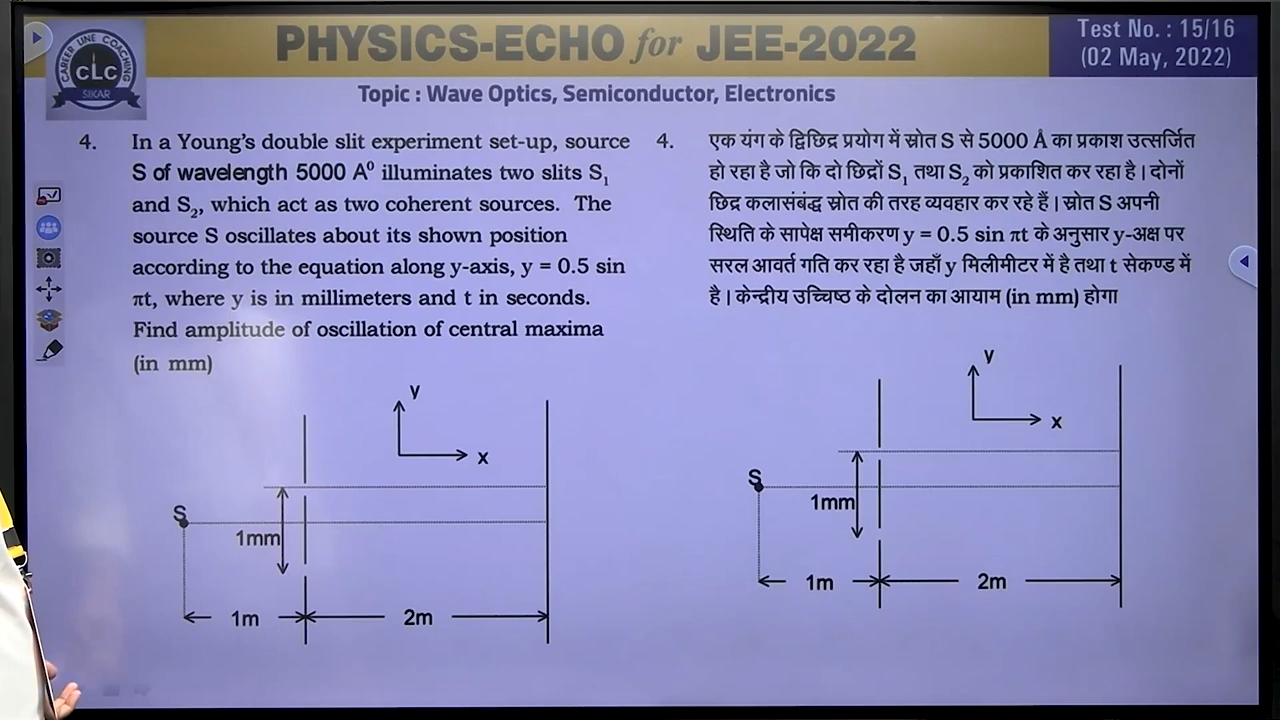 PHYSICS-ECHO for JEE-2022
Test No. : 15/16
(02 May, 2022)
CAREER LINE COACHING
CLC
SIKAR
Topic : Wave Optics, Semiconductor, Electronics
4. In a Young's double slit experiment set-up, source
S of wavelength 5000 A⁰ illuminates two slits S₁
and S₂, which act as two coherent sources. The
source S oscillates about its shown position
according to the equation along y-axis, y = 0.5 sin
πt, where y is in millimeters and t in seconds.
Find amplitude of oscillation of central maxima
(in mm)
y
x
S
1mm
1m
2m
4. एक यंग के द्विछिद्र प्रयोग में स्रोत S से 5000 Å का प्रकाश उत्सर्जित
हो रहा है जो कि दो छिद्रों S₁ तथा S₂ को प्रकाशित कर रहा है। दोनों
छिद्र कलासंबंद्ध स्रोत की तरह व्यवहार कर रहे हैं। स्रोत S अपनी
स्थिति के सापेक्ष समीकरण y = 0.5 sin πt के अनुसार y-अक्ष पर
सरल आवर्त गति कर रहा है जहाँ y मिलीमीटर में है तथा t सेकण्ड में
है। केन्द्रीय उच्चिष्ठ के दोलन का आयाम (in mm) होगा
y
x
S
1mm
1m
2m